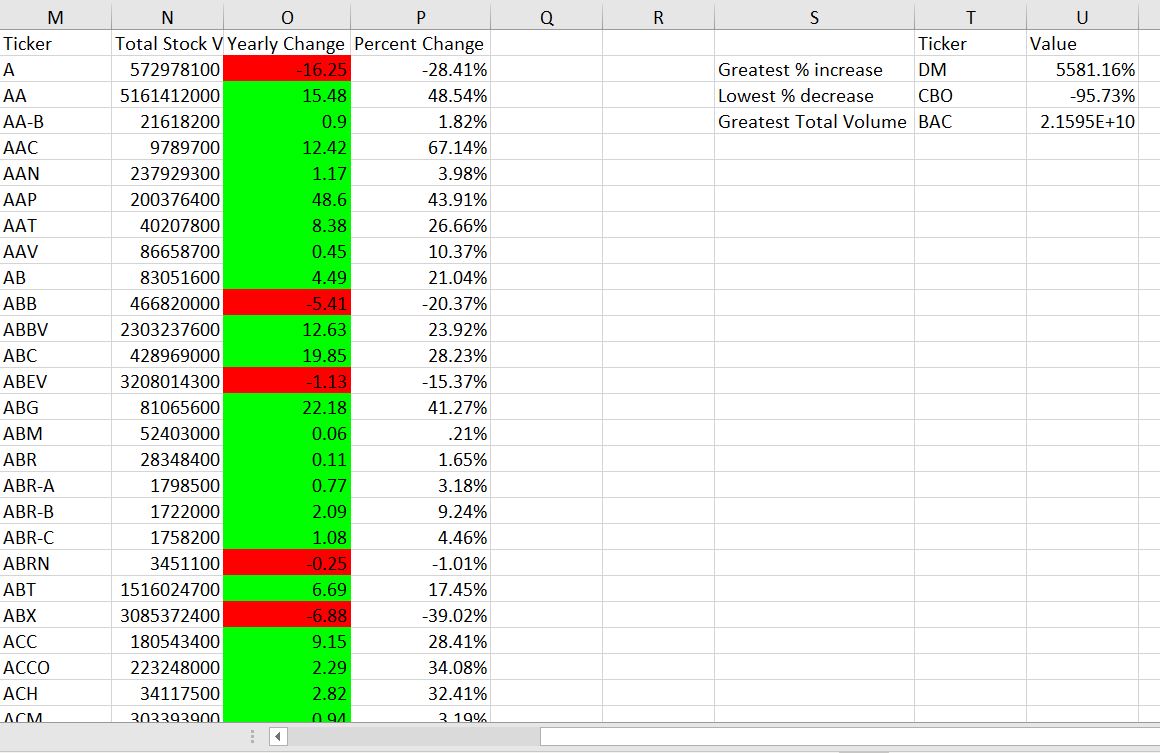 M N O P Q R S T U
Ticker Total Stock V Yearly Change Percent Change Ticker Value
A 572978100 -16.25 -28.41% Greatest % increase DM 5581.16%
AA 5161412000 15.48 48.54% Lowest % decrease CBO -95.73%
AA-B 21618200 0.9 1.82% Greatest Total Volume BAC 2.1595E+10
AAC 9789700 12.42 67.14%
AAN 237929300 1.17 3.98%
AAP 200376400 48.6 43.91%
AAT 40207800 8.38 26.66%
AAV 86658700 0.45 10.37%
AB 83051600 4.49 21.04%
ABB 466820000 -5.41 -20.37%
ABBV 2303237600 12.63 23.92%
ABC 428969000 19.85 28.23%
ABEV 3208014300 -1.13 -15.37%
ABG 81065600 22.18 41.27%
ABM 52403000 0.06 .21%
ABR 28348400 0.11 1.65%
ABR-A 1798500 0.77 3.18%
ABR-B 1722000 2.09 9.24%
ABR-C 1758200 1.08 4.46%
ABRN 3451100 -0.25 -1.01%
ABT 1516024700 6.69 17.45%
ABX 3085372400 -6.88 -39.02%
ACC 180543400 9.15 28.41%
ACCO 223248000 2.29 34.08%
ACH 34117500 2.82 32.41%
ACM 303393900 0.94 3.19%